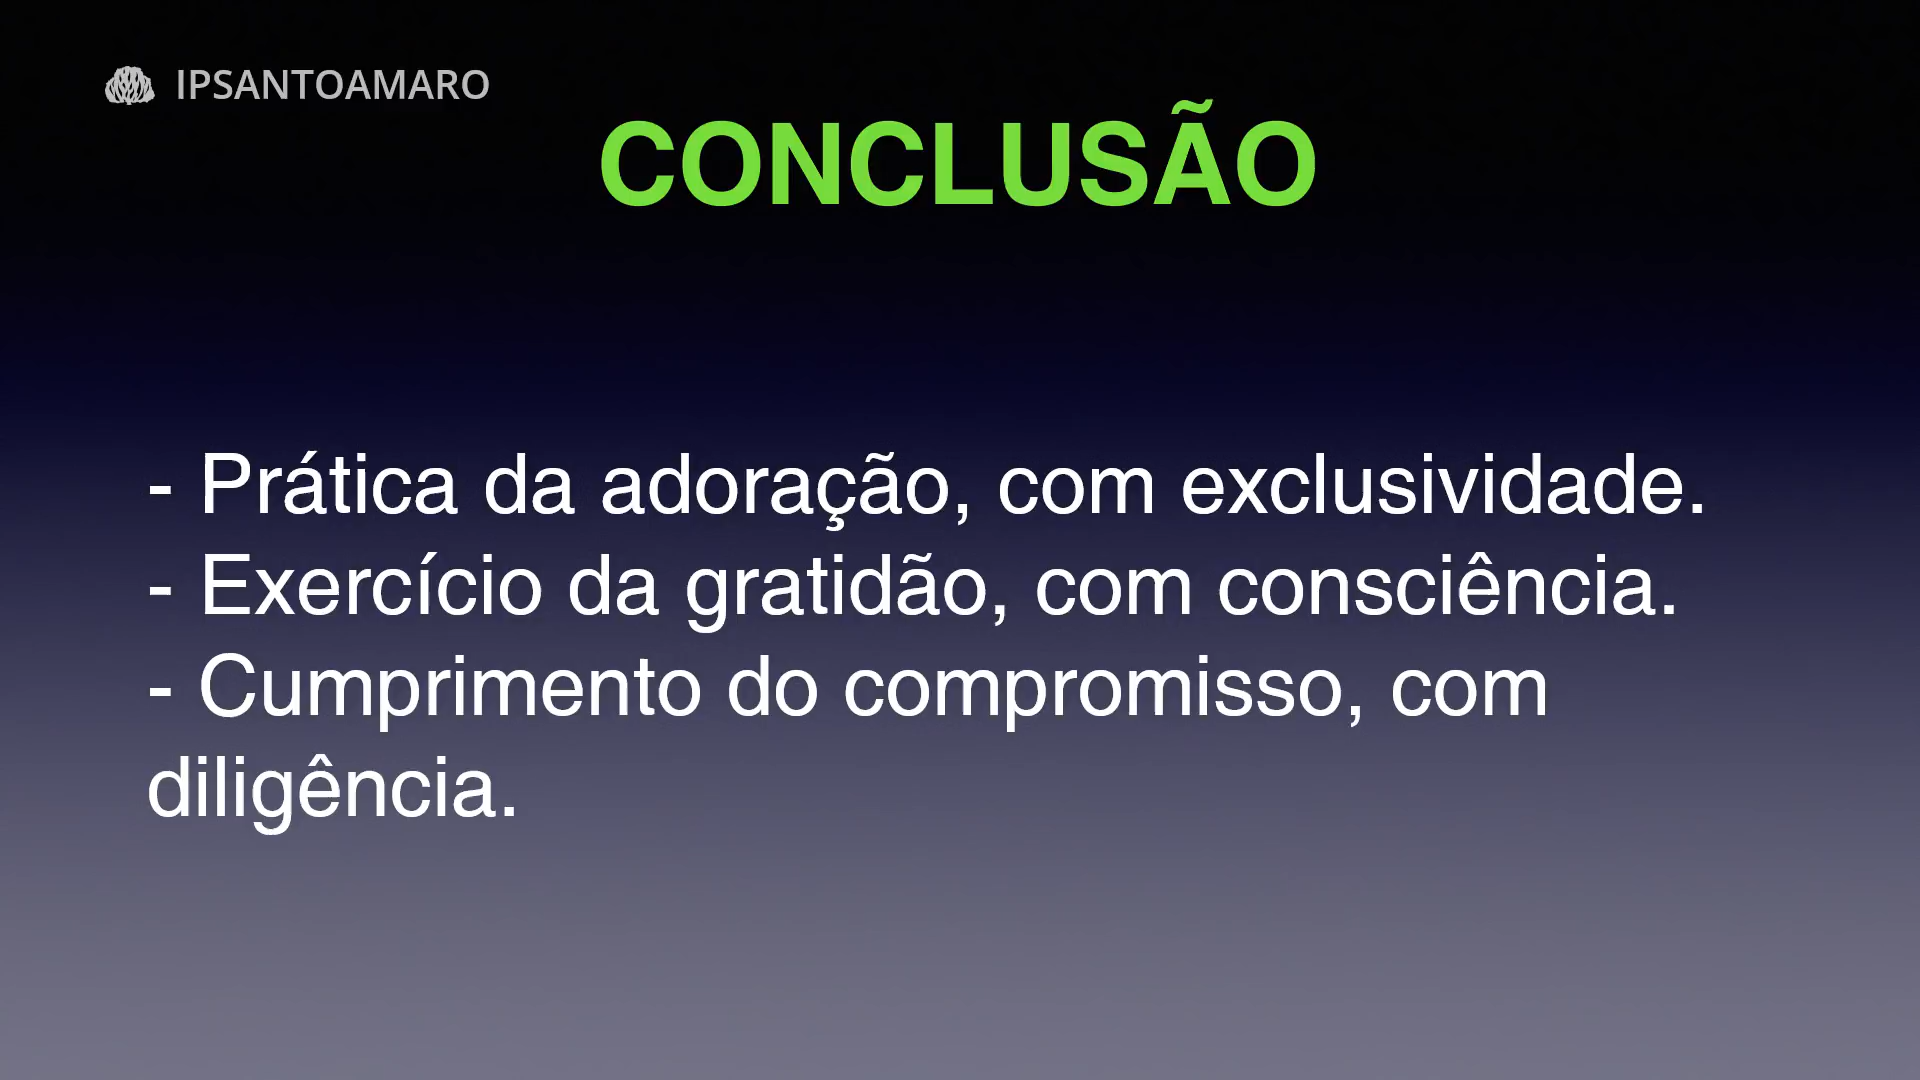 IPSANTOAMARO
CONCLUSÃO
- Prática da adoração, com exclusividade.
- Exercício da gratidão, com consciência.
- Cumprimento do compromisso, com
diligência.